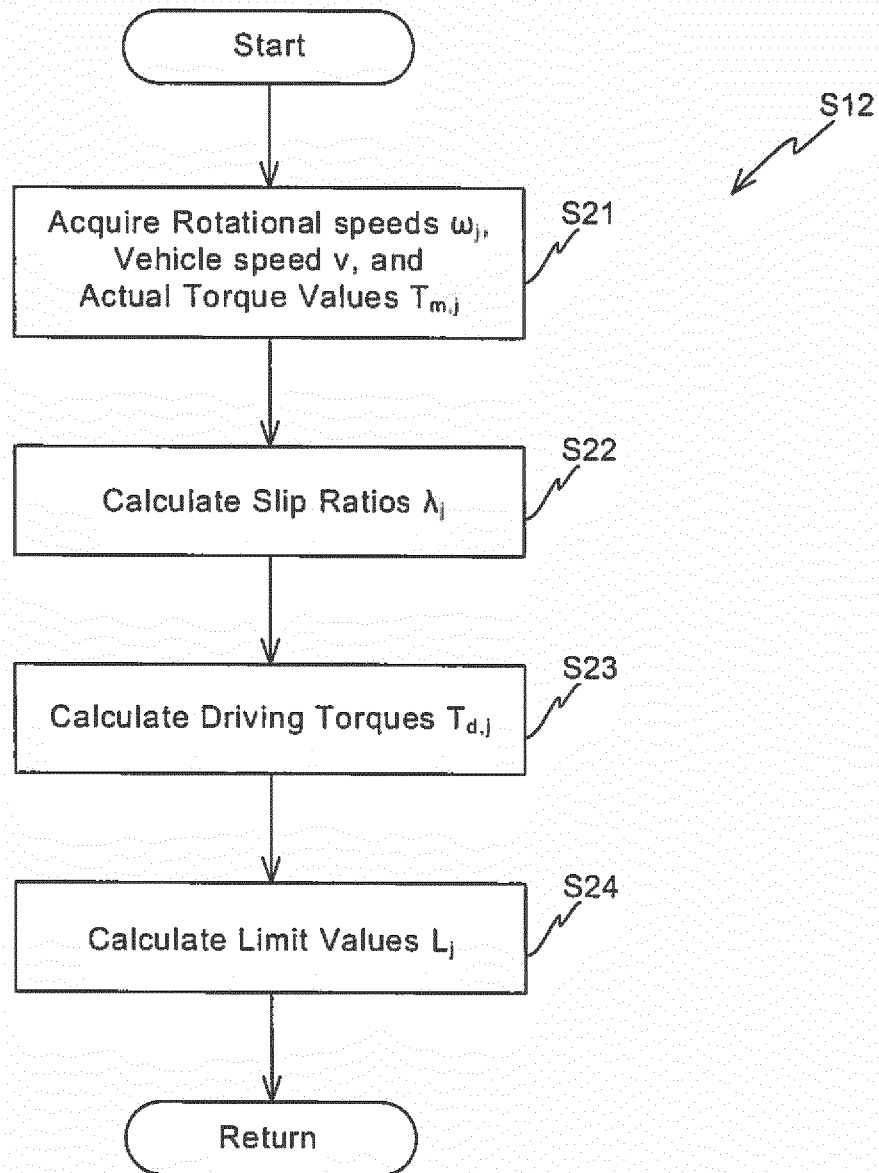 Start
S12
Acquire Rotational speeds ωj,
Vehicle speed v, and
Actual Torque Values Tm,j
S21
S22
Calculate Slip Ratios λj
S23
Calculate Driving Torques Td,j
S24
Calculate Limit Values Lj
Return